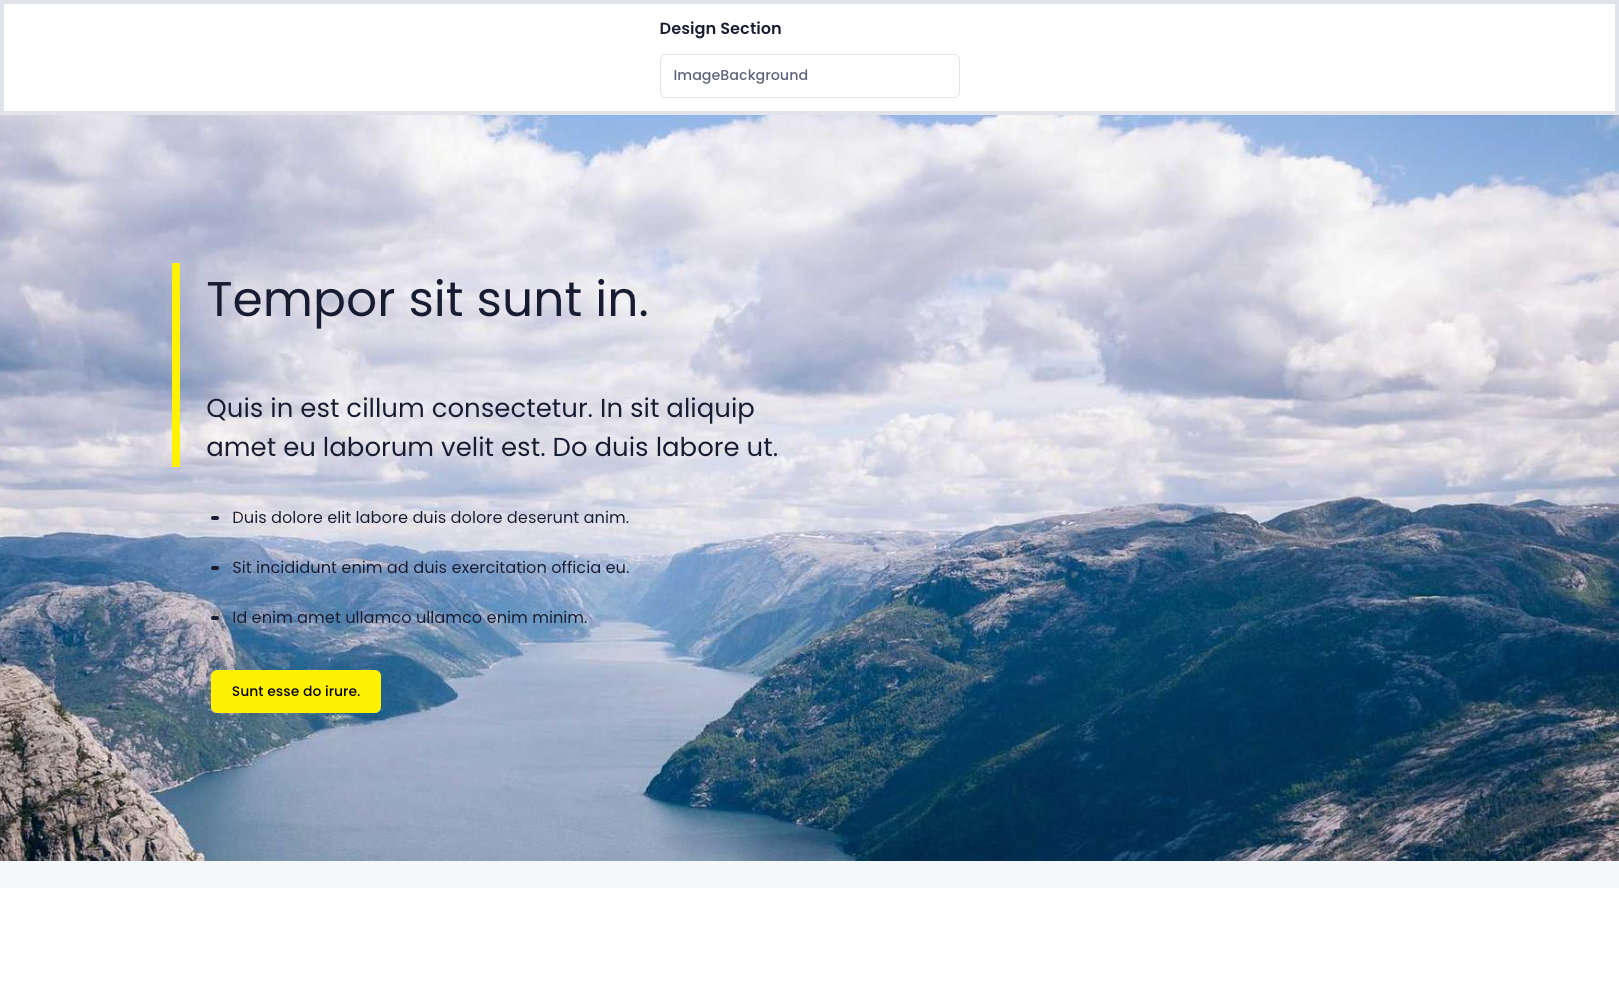 Design Section
ImageBackground
Tempor sit sunt in.
Quis in est cillum consectetur. In sit aliquip
amet eu laborum velit est. Do duis labore ut.
Duis dolore elit labore duis dolore deserunt anim.
Sit incididunt enim ad duis exercitation officia eu.
Id enim amet ullamco ullamco enim minim.
Sunt esse do irure.